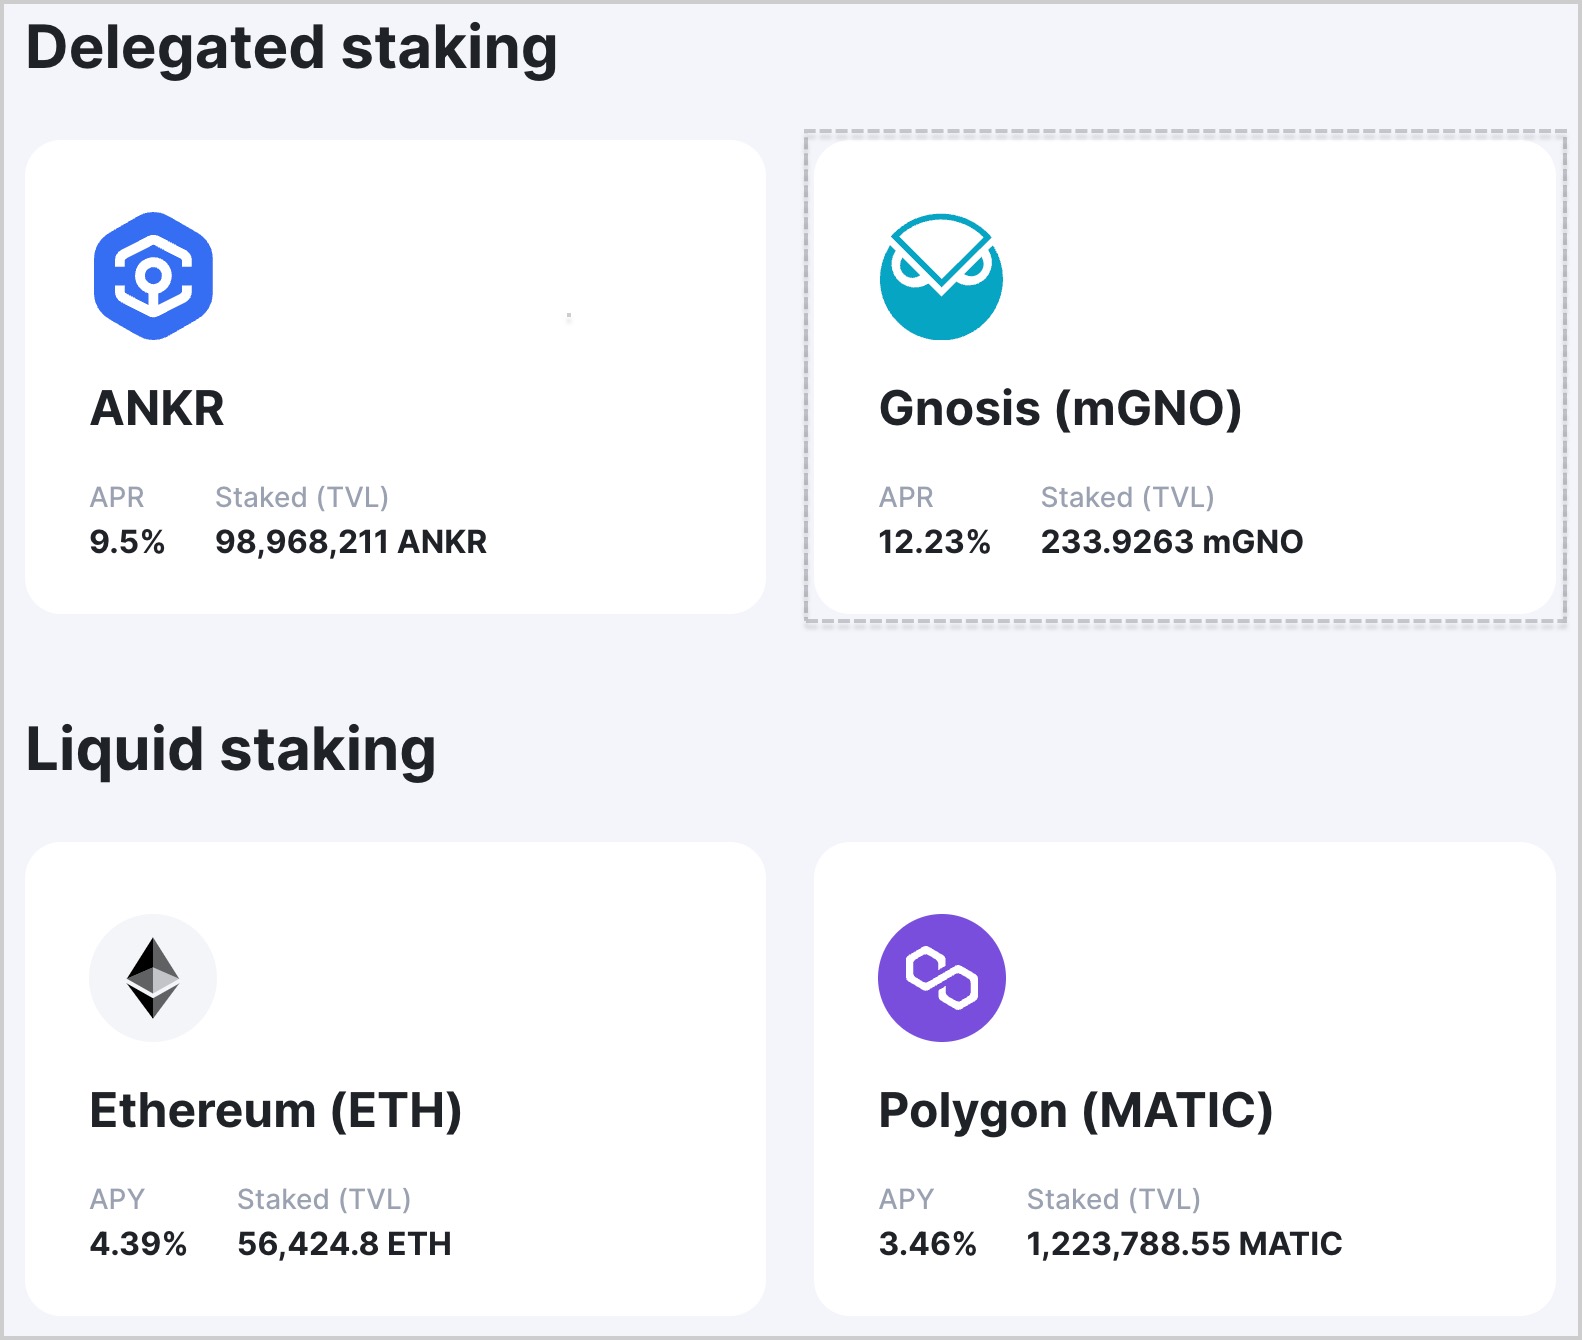 Delegated staking
ANKR
APR Staked (TVL)
9.5% 98,968,211 ANKR
Gnosis (mGNO)
APR Staked (TVL)
12.23% 233.9263 mGNO
Liquid staking
Ethereum (ETH)
APY Staked (TVL)
4.39% 56,424.8 ETH
Polygon (MATIC)
APY Staked (TVL)
3.46% 1,223,788.55 MATIC